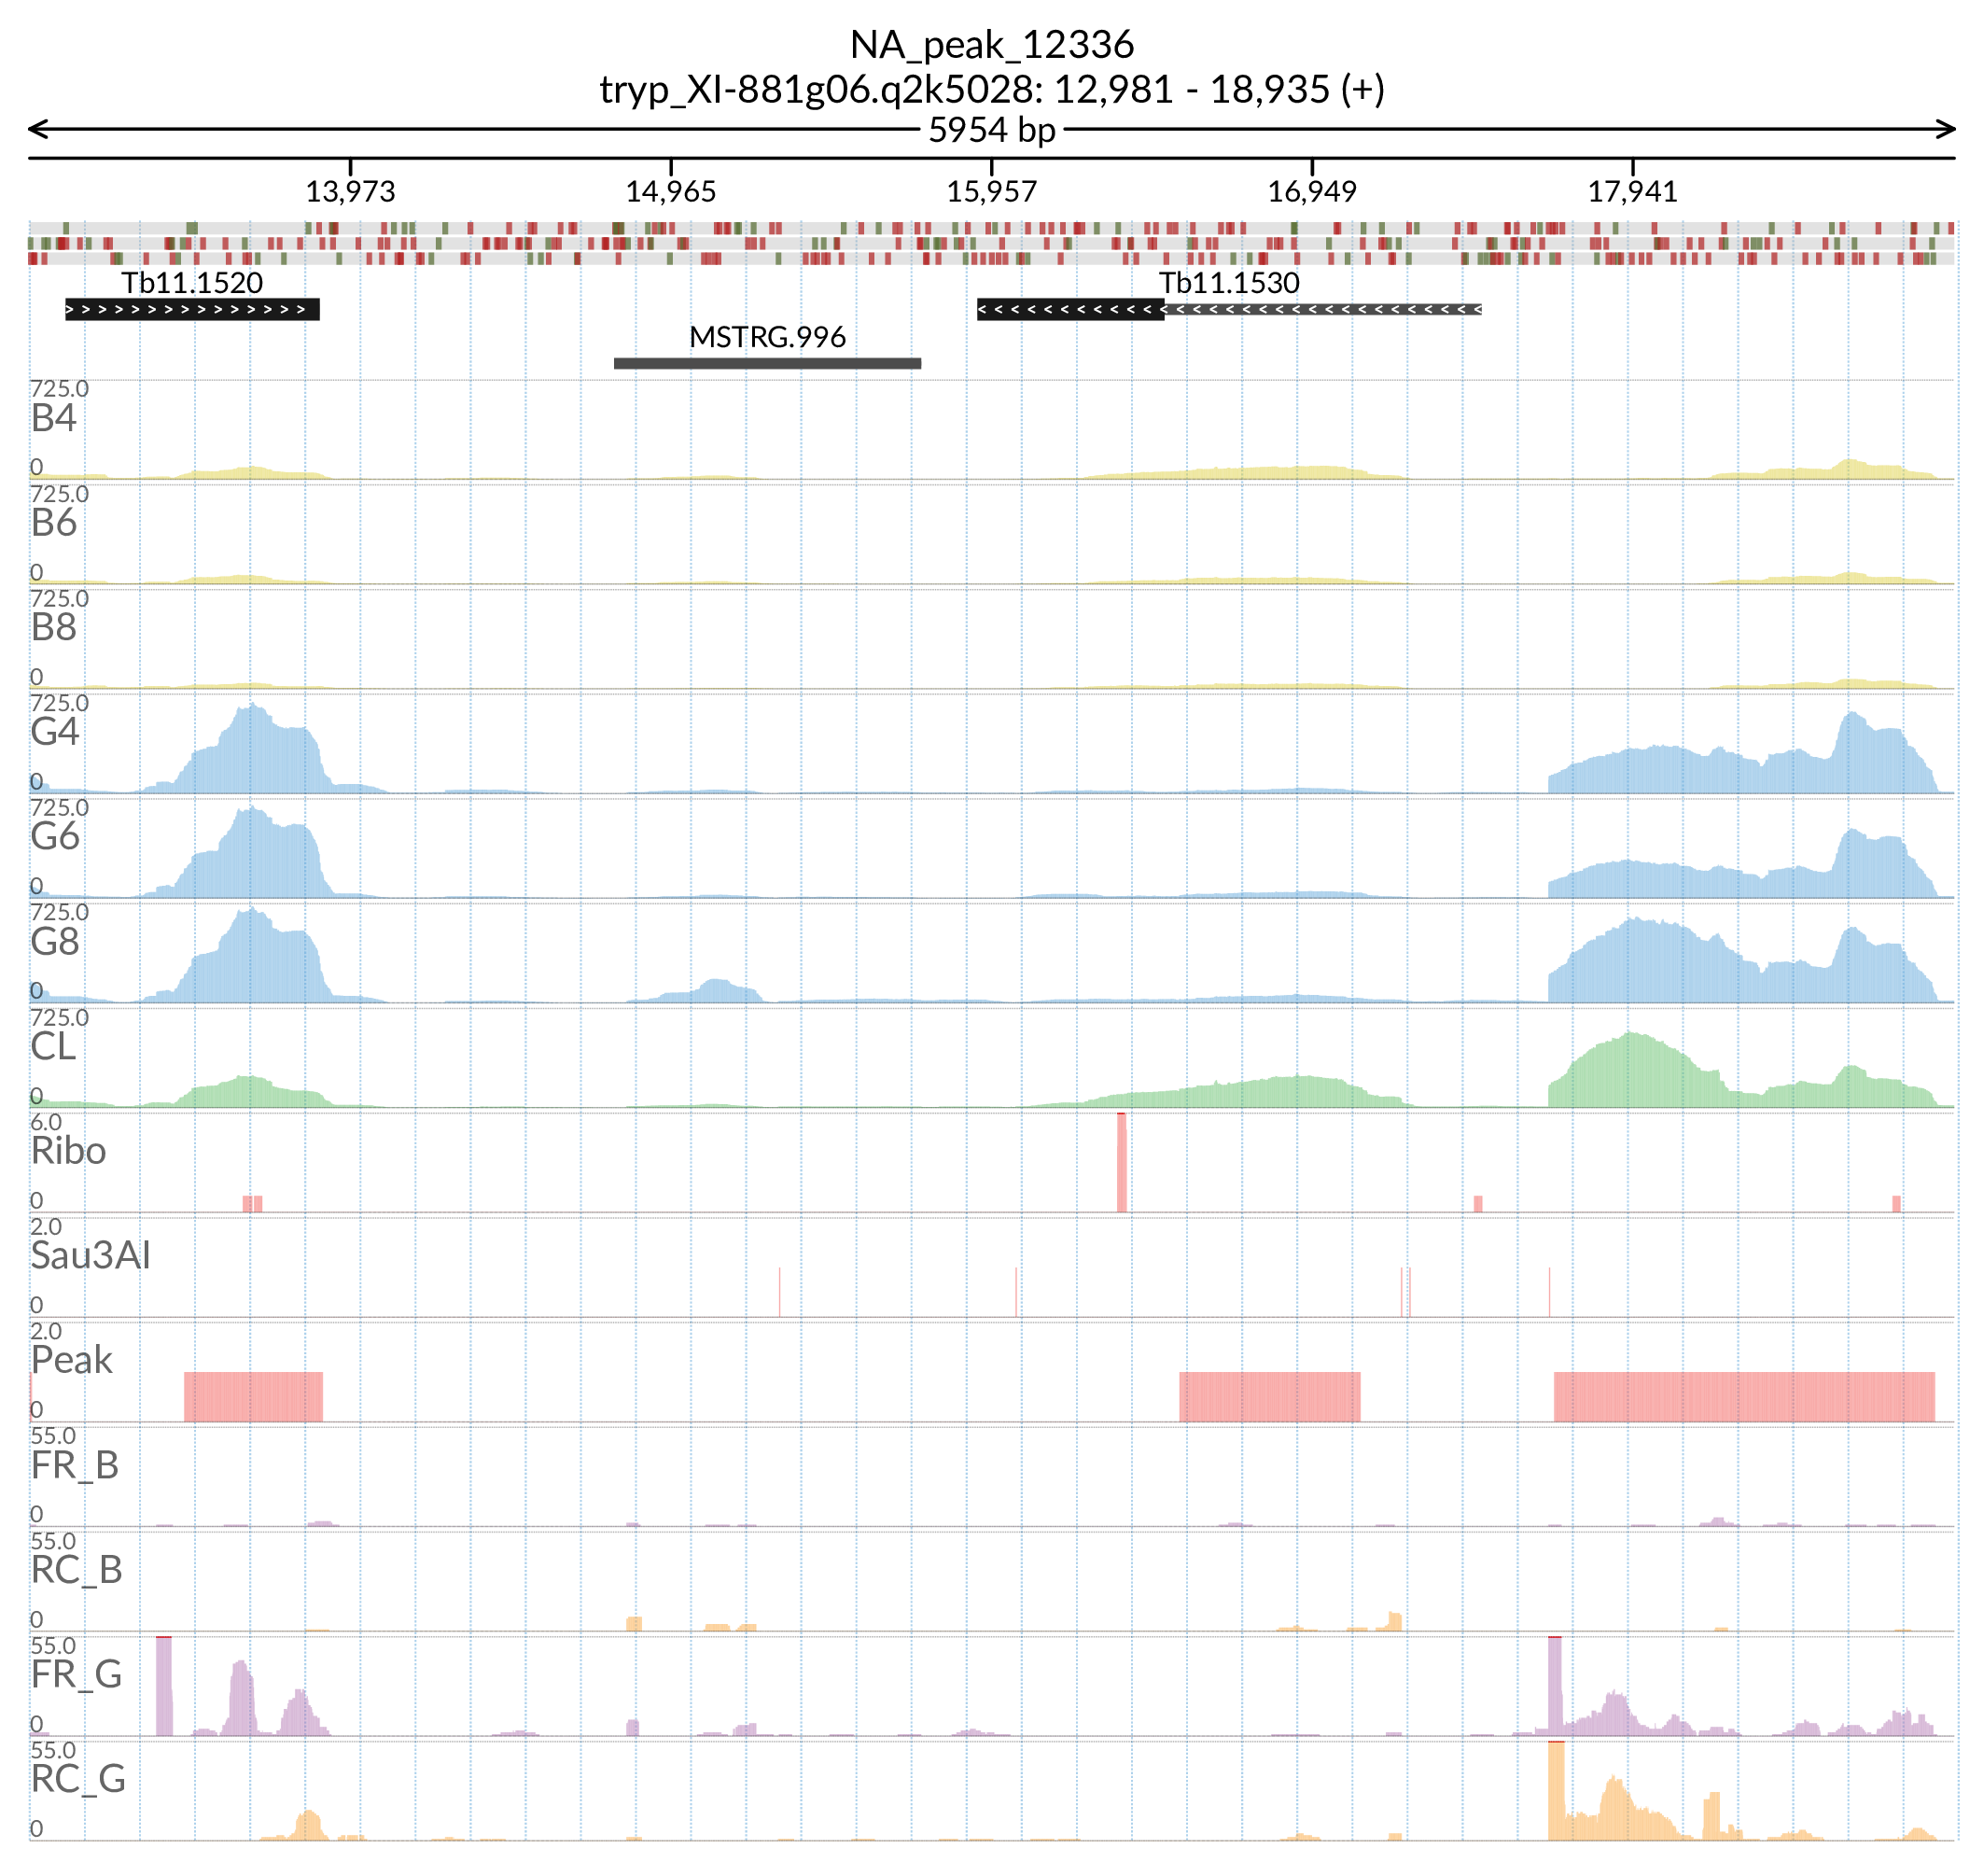 NA_peak_12336
tryp_XI-881g06.q2k5028: 12,981 - 18,935 (+)
5954 bp
13,973 14,965 15,957 16,949 17,941
Tb11.1520 Tb11.1530
MSTRG.996
725.0
B4
0
725.0
B6
0
725.0
B8
0
725.0
G4
0
725.0
G6
0
725.0
G8
0
725.0
CL
0
6.0
Ribo
0
2.0
Sau3AI
0
2.0
Peak
0
55.0
FR_B
0
55.0
RC_B
0
55.0
FR_G
0
55.0
RC_G
0